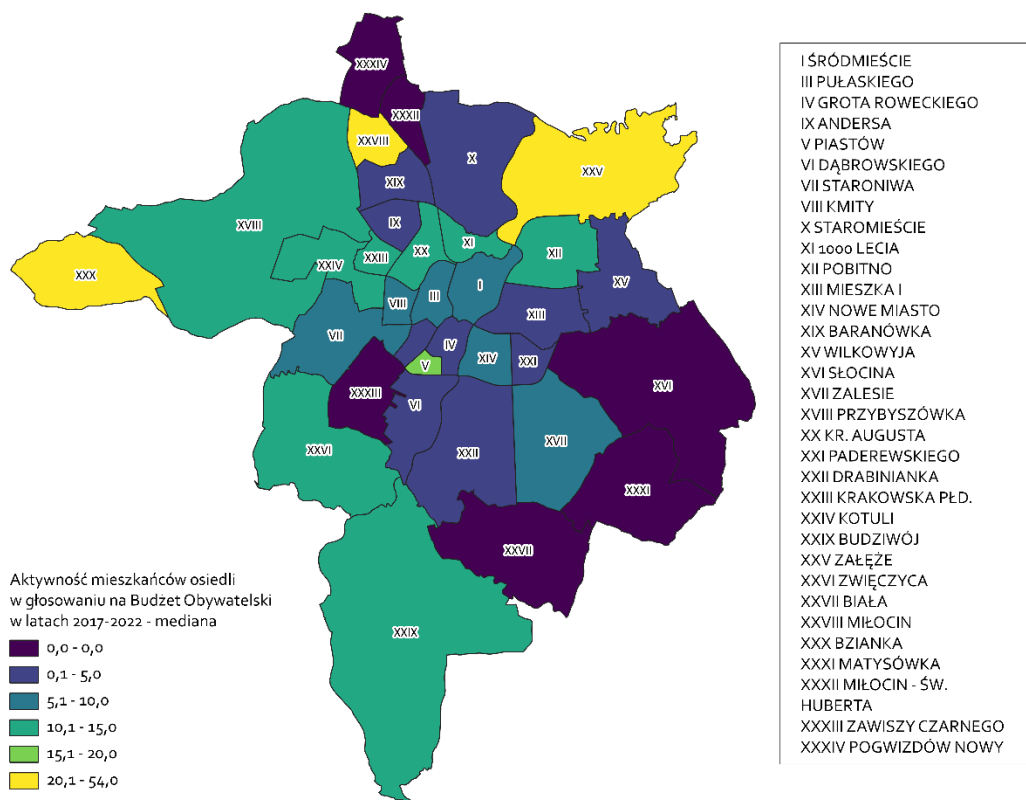 XXXIV
XXXII
XXVIII
X
XXV
XIX
XVIII
IX
XI
XX
XII
XXIII
XXIV
XXX
I
XV
III
VIII
XIII
VII
IV
XIV
XXI
V
XVI
XXXIII
VI
XVII
XXVI
XXII
XXXI
XXVII
XXIX
Aktywność mieszkańców osiedli
w głosowaniu na Budżet Obywatelski
w latach 2017-2022 - mediana
0,0 - 0,0
0,1 - 5,0
5,1 - 10,0
10,1 - 15,0
15,1 - 20,0
20,1 - 54,0
I ŚRÓDMIEŚCIE
III PUŁASKIEGO
IV GROTA ROWECKIEGO
IX ANDERSA
V PIASTÓW
VI DĄBROWSKIEGO
VII STARONIWA
VIII KMITY
X STAROMIEŚCIE
XI 1000 LECIA
XII POBITNO
XIII MIESZKA I
XIV NOWE MIASTO
XIX BARANÓWKA
XV WILKOWYJA
XVI SŁOCINA
XVII ZALESIE
XVIII PRZYBYSZÓWKA
XX KR. AUGUSTA
XXI PADEREWSKIEGO
XXII DRABINIANKA
XXIII KRAKOWSKA PŁD.
XXIV KOTULI
XXIX BUDZIWÓJ
XXV ZAŁĘŻE
XXVI ZWIĘCZYCA
XXVII BIAŁA
XXVIII MIŁOCIN
XXX BZIANKA
XXXI MATYSÓWKA
XXXII MIŁOCIN - ŚW.
HUBERTA
XXXIII ZAWISZY CZARNEGO
XXXIV POGWIZDÓW NOWY